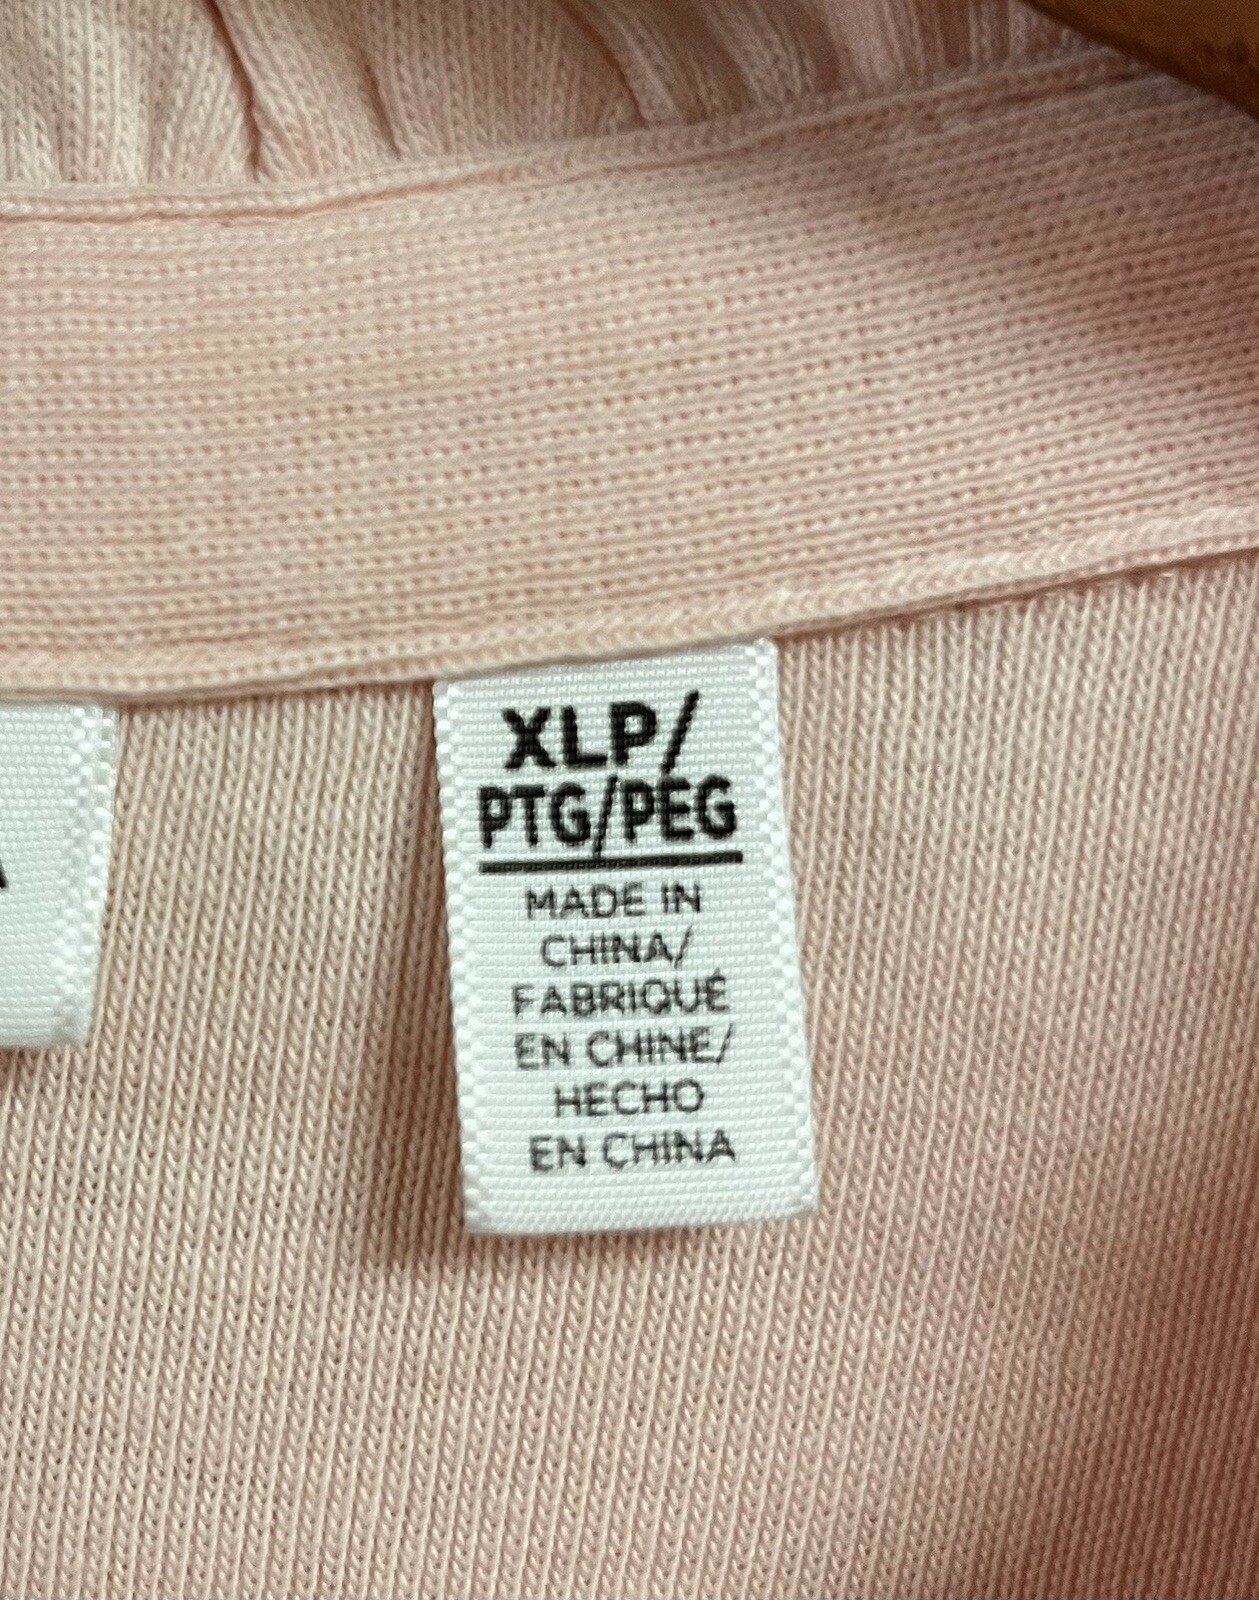 XLP/
PTG/PEG
MADE IN
CHINA/
FABRIQUÉ
EN CHINE/
HECHO
EN CHINA